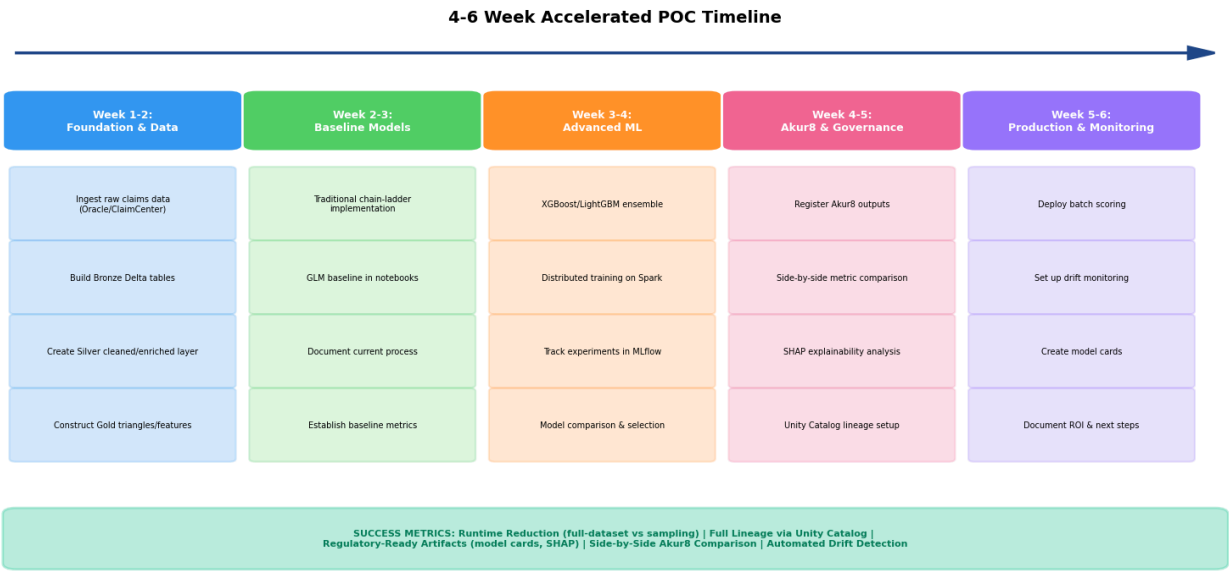 4-6 Week Accelerated POC Timeline
Week 1-2:
Foundation & Data
Week 2-3:
Baseline Models
Week 3-4:
Advanced ML
Week 4-5:
Akur8 & Governance
Week 5-6:
Production & Monitoring
Ingest raw claims data
(Oracle/ClaimCenter)
Traditional chain-ladder
implementation
XGBoost/LightGBM ensemble
Register Akur8 outputs
Deploy batch scoring
Build Bronze Delta tables
GLM baseline in notebooks
Distributed training on Spark
Side-by-side metric comparison
Set up drift monitoring
Create Silver cleaned/enriched layer
Document current process
Track experiments in MLflow
SHAP explainability analysis
Create model cards
Construct Gold triangles/features
Establish baseline metrics
Model comparison & selection
Unity Catalog lineage setup
Document ROI & next steps
SUCCESS METRICS: Runtime Reduction (full-dataset vs sampling) | Full Lineage via Unity Catalog |
Regulatory-Ready Artifacts (model cards, SHAP) | Side-by-Side Akur8 Comparison | Automated Drift Detection